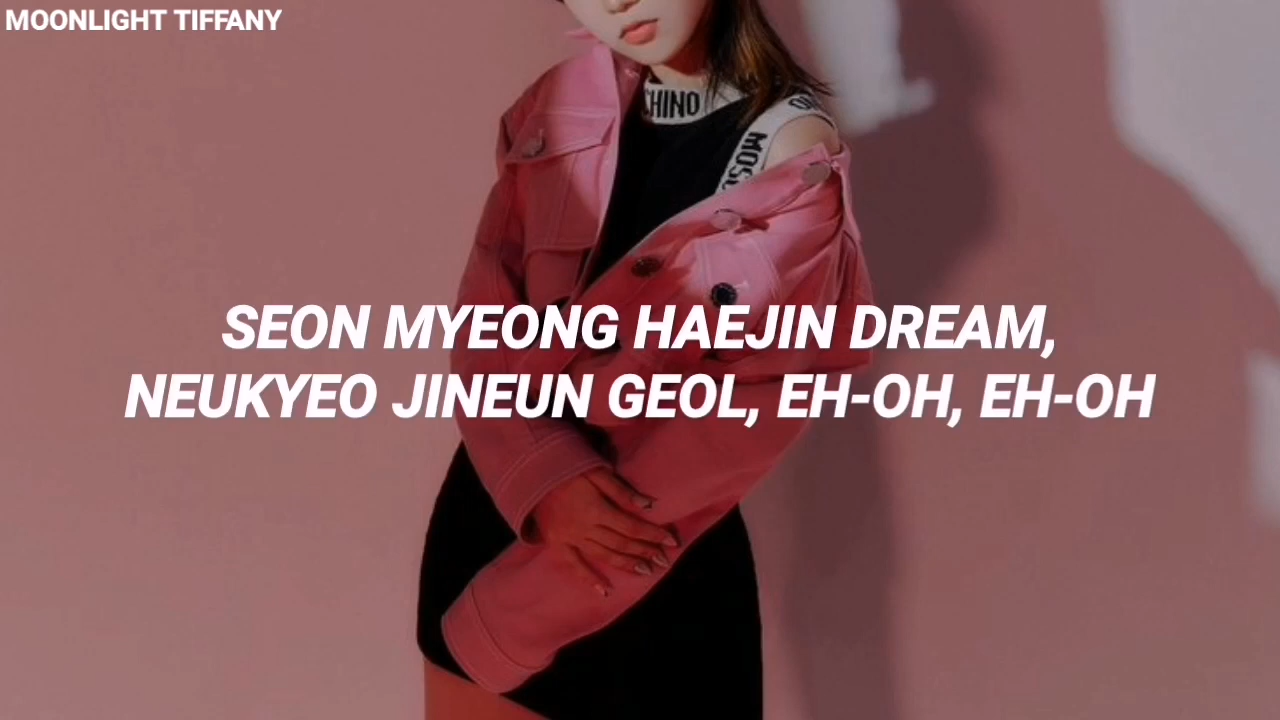 MOONLIGHT TIFFANY
CHINO
MOSC
SEON MYEONG HAEJIN DREAM,
NEUKYEO JINEUN GEOL, EH-OH, EH-OH